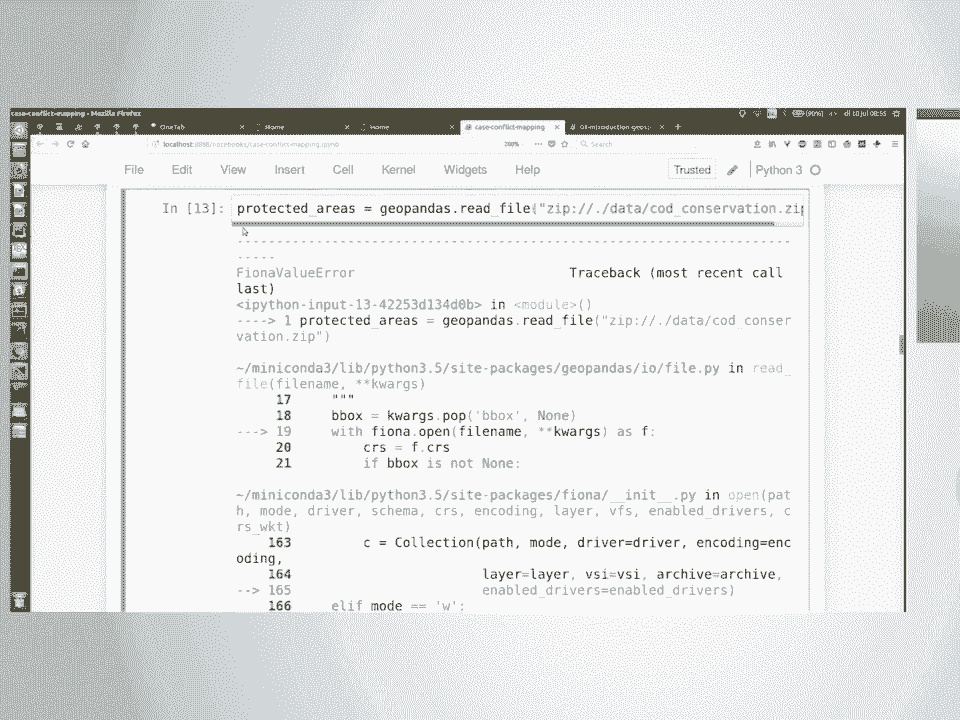 case-conflict-mapping - Mozilla Firefox
(90%) di 10 jul 08:55
OneTab Home Home case-conflict-mapping
localhost:8888/notebooks/case-conflict-mapping.ipynb 200% Search
File Edit View Insert Cell Kernel Widgets Help Trusted Python 3
In [13]: protected_areas = geopandas.read_file("zip://./data/cod_conservation.zip
--------------------------------------------------------------------
-----
FionaValueError Traceback (most recent call
last)
<ipython-input-13-42253d134d0b> in <module>()
----> 1 protected_areas = geopandas.read_file("zip://./data/cod_conser
vation.zip")
~/miniconda3/lib/python3.5/site-packages/geopandas/io/file.py in read_
file(filename, **kwargs)
17 """
18 bbox = kwargs.pop('bbox', None)
---> 19 with fiona.open(filename, **kwargs) as f:
20 crs = f.crs
21 if bbox is not None:
~/miniconda3/lib/python3.5/site-packages/fiona/__init__.py in open(pat
h, mode, driver, schema, crs, encoding, layer, vfs, enabled_drivers, c
rs_wkt)
163 c = Collection(path, mode, driver=driver, encoding=enc
oding,
164 layer=layer, vsi=vsi, archive=archive,
--> 165 enabled_drivers=enabled_drivers)
166 elif mode == 'w':